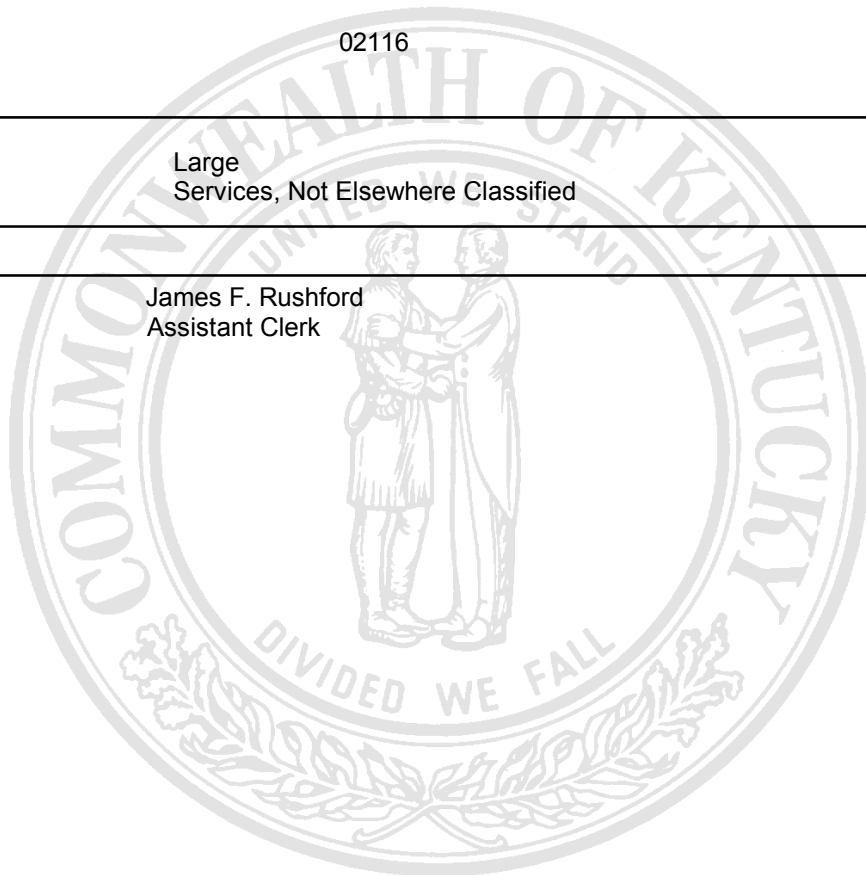 02116
COMMONWEALTH OF KENTUCKY
UNITED WE STAND
Large
Services, Not Elsewhere Classified
James F. Rushford
Assistant Clerk
DIVIDED WE FALL